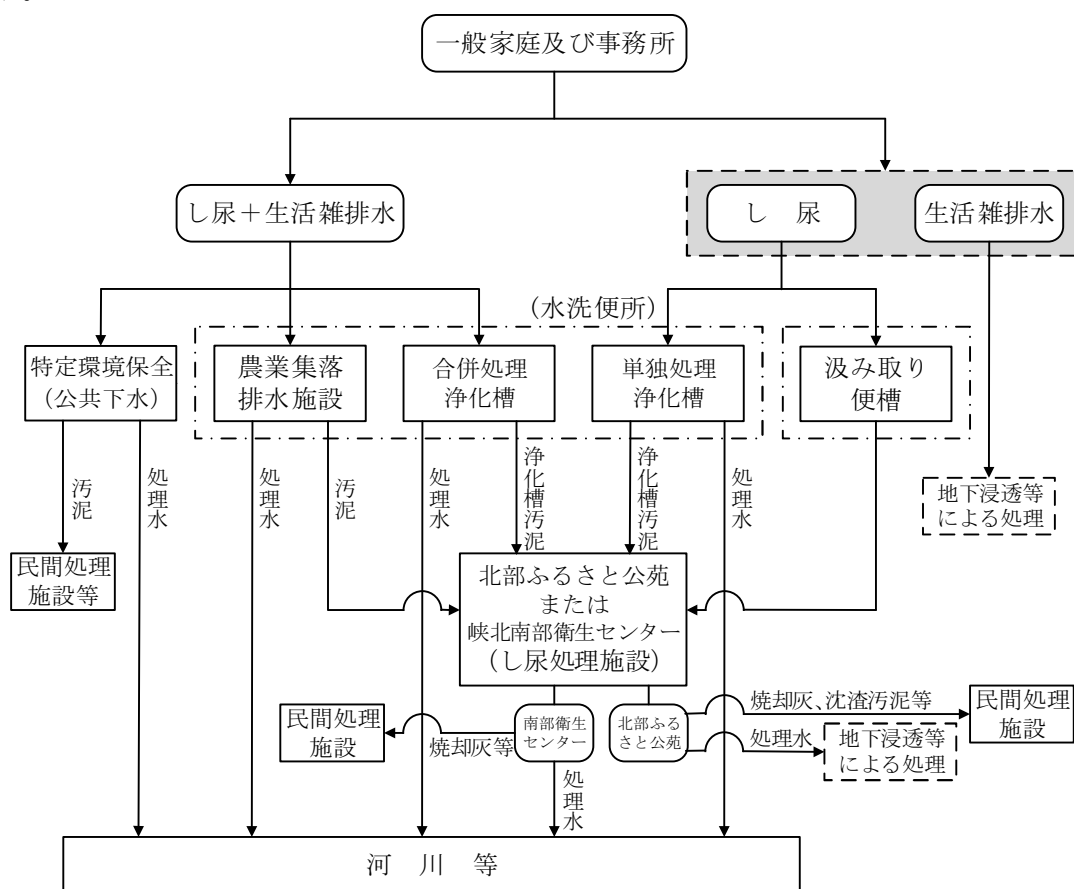 一般家庭及び事務所
し尿＋生活雑排水
し　尿
生活雑排水
（水洗便所）
特定環境保全
（公共下水）
農業集落
排水施設
合併処理
浄化槽
単独処理
浄化槽
汲み取り
便槽
汚泥
処理水
処理水
汚泥
処理水
浄化槽汚泥
浄化槽汚泥
処理水
地下浸透等
による処理
民間処理
施設等
北部ふるさと公苑
または
峡北南部衛生センター
（し尿処理施設）
民間処理
施設
焼却灰等
南部衛生
センター
北部ふる
さと公苑
焼却灰、沈渣汚泥等
民間処理
施設
処理水
地下浸透等
による処理
処理水
河　川　等